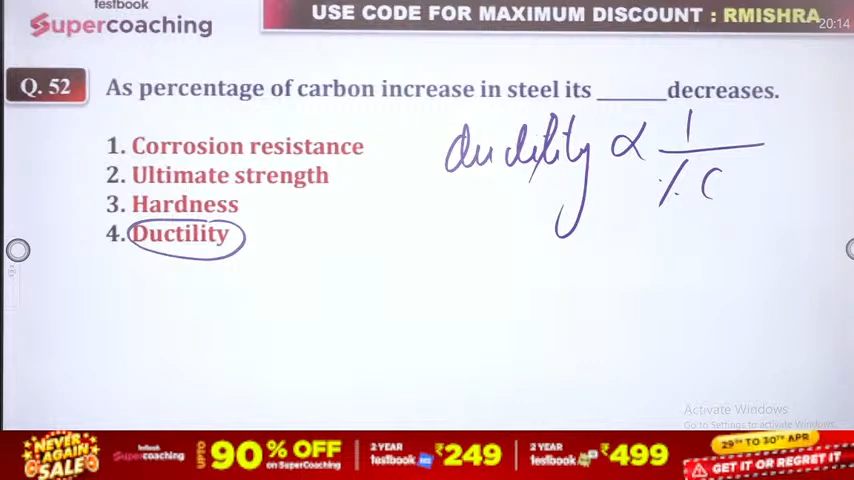 testbook
Supercoaching
USE CODE FOR MAXIMUM DISCOUNT : RMISHRA
20:14
Q. 52
As percentage of carbon increase in steel its ______decreases.
1. Corrosion resistance
2. Ultimate strength
3. Hardness
4. Ductility
ductility ∝ 1
% C
Activate Windows
Go to Settings to activate Windows.
NEVER AGAIN SALE
testbook
Supercoaching
UPTO 90% OFF
on SuperCoaching
2 YEAR
testbook
₹249
2 YEAR
testbook
₹499
29TH TO 30TH APR
GET IT OR REGRET IT